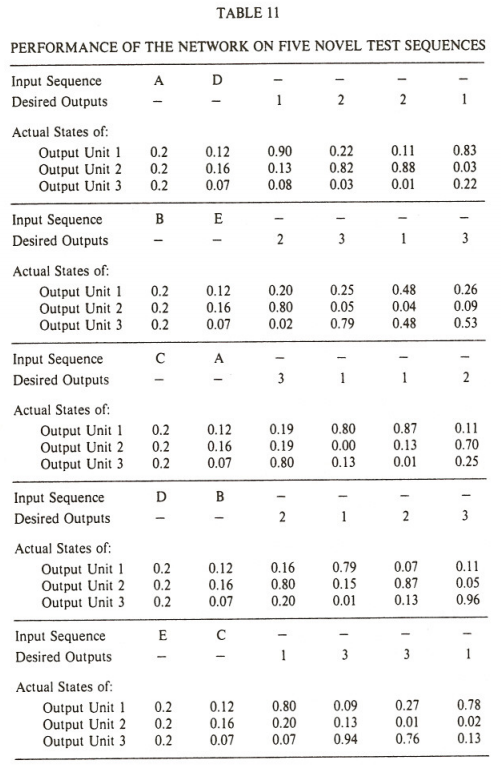 TABLE 11
PERFORMANCE OF THE NETWORK ON FIVE NOVEL TEST SEQUENCES
Input Sequence A D – – – –
Desired Outputs – – 1 2 2 1
Actual States of:
Output Unit 1 0.2 0.12 0.90 0.22 0.11 0.83
Output Unit 2 0.2 0.16 0.13 0.82 0.88 0.03
Output Unit 3 0.2 0.07 0.08 0.03 0.01 0.22
Input Sequence B E – – – –
Desired Outputs – – 2 3 1 3
Actual States of:
Output Unit 1 0.2 0.12 0.20 0.25 0.48 0.26
Output Unit 2 0.2 0.16 0.80 0.05 0.04 0.09
Output Unit 3 0.2 0.07 0.02 0.79 0.48 0.53
Input Sequence C A – – – –
Desired Outputs – – 3 1 1 2
Actual States of:
Output Unit 1 0.2 0.12 0.19 0.80 0.87 0.11
Output Unit 2 0.2 0.16 0.19 0.00 0.13 0.70
Output Unit 3 0.2 0.07 0.80 0.13 0.01 0.25
Input Sequence D B – – – –
Desired Outputs – – 2 1 2 3
Actual States of:
Output Unit 1 0.2 0.12 0.16 0.79 0.07 0.11
Output Unit 2 0.2 0.16 0.80 0.15 0.87 0.05
Output Unit 3 0.2 0.07 0.20 0.01 0.13 0.96
Input Sequence E C – – – –
Desired Outputs – – 1 3 3 1
Actual States of:
Output Unit 1 0.2 0.12 0.80 0.09 0.27 0.78
Output Unit 2 0.2 0.16 0.20 0.13 0.01 0.02
Output Unit 3 0.2 0.07 0.07 0.94 0.76 0.13